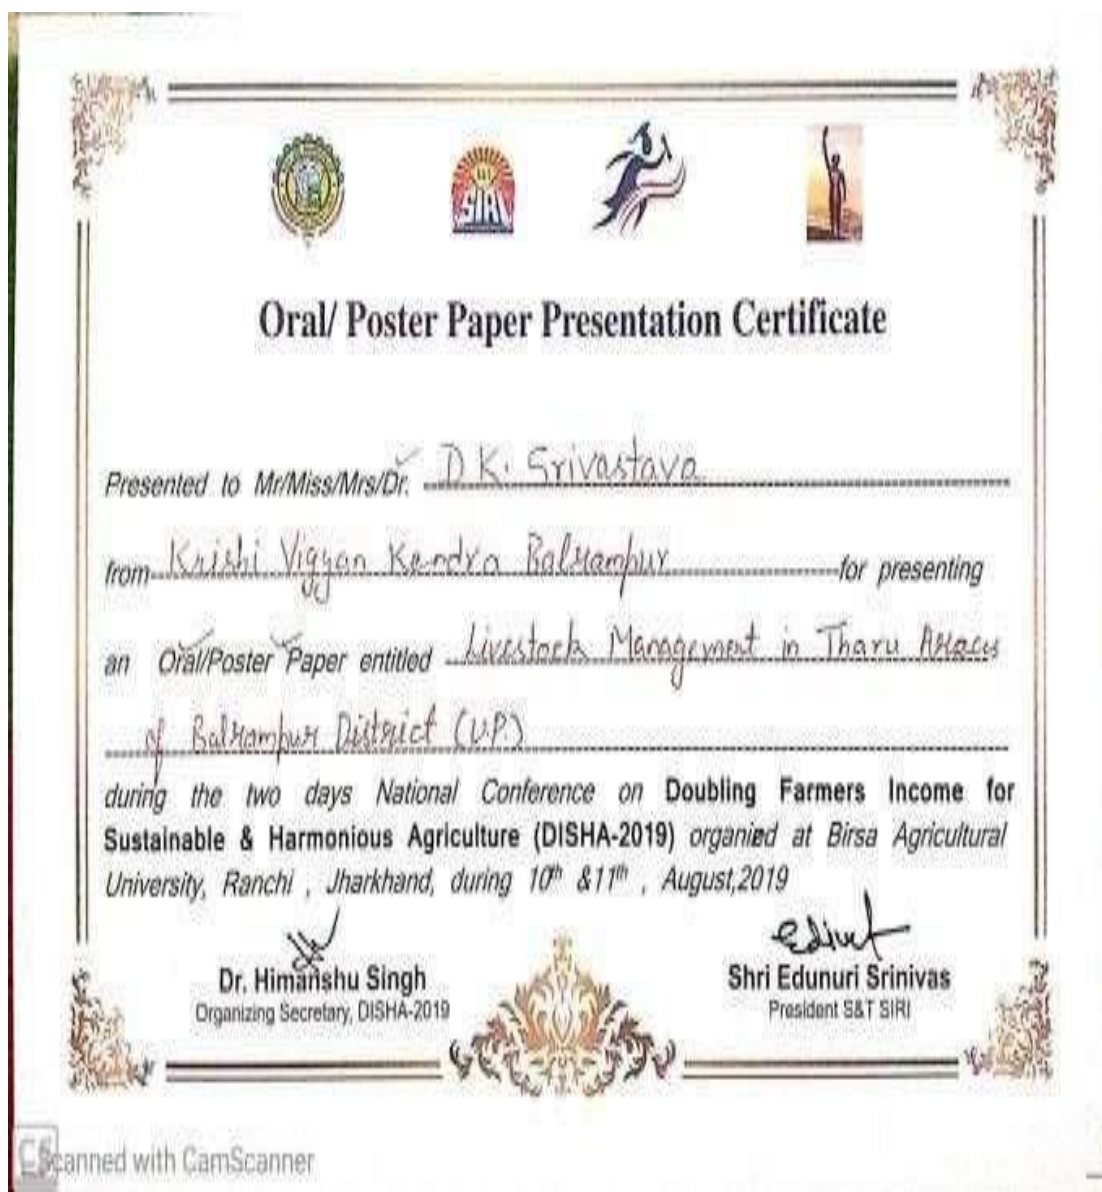 SIRI
Oral/ Poster Paper Presentation Certificate
Presented to Mr/Miss/Mrs/Dr. D.K. Srivastava
from Krishi Vigyan Kendra Balrampur for presenting
an Oral/Poster Paper entitled Livestock Management in Tharu Areas
of Balrampur District (U.P.)
during the two days National Conference on Doubling Farmers Income for
Sustainable & Harmonious Agriculture (DISHA-2019) organied at Birsa Agricultural
University, Ranchi , Jharkhand, during 10th &11th , August,2019
Dr. Himanshu Singh
Organizing Secretary, DISHA-2019
Shri Edunuri Srinivas
President S&T SIRI
CS Scanned with CamScanner